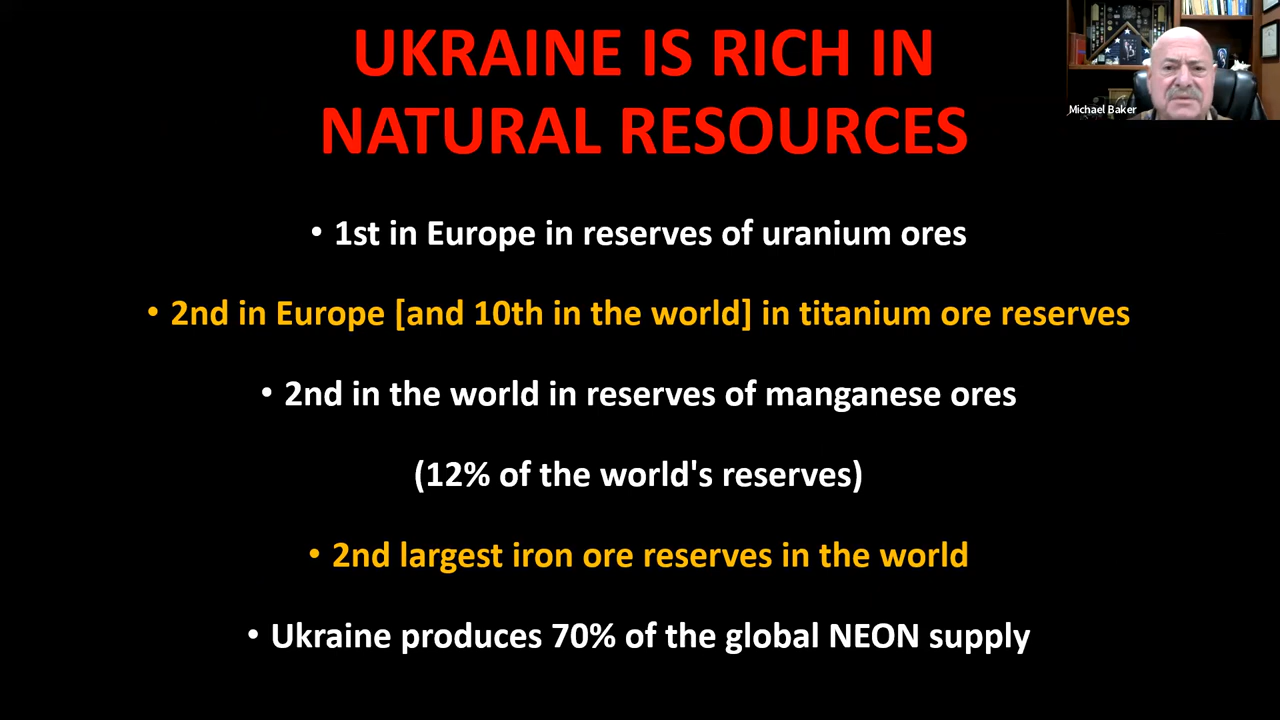 UKRAINE IS RICH IN
NATURAL RESOURCES
Michael Baker
• 1st in Europe in reserves of uranium ores
• 2nd in Europe [and 10th in the world] in titanium ore reserves
• 2nd in the world in reserves of manganese ores
(12% of the world's reserves)
• 2nd largest iron ore reserves in the world
• Ukraine produces 70% of the global NEON supply